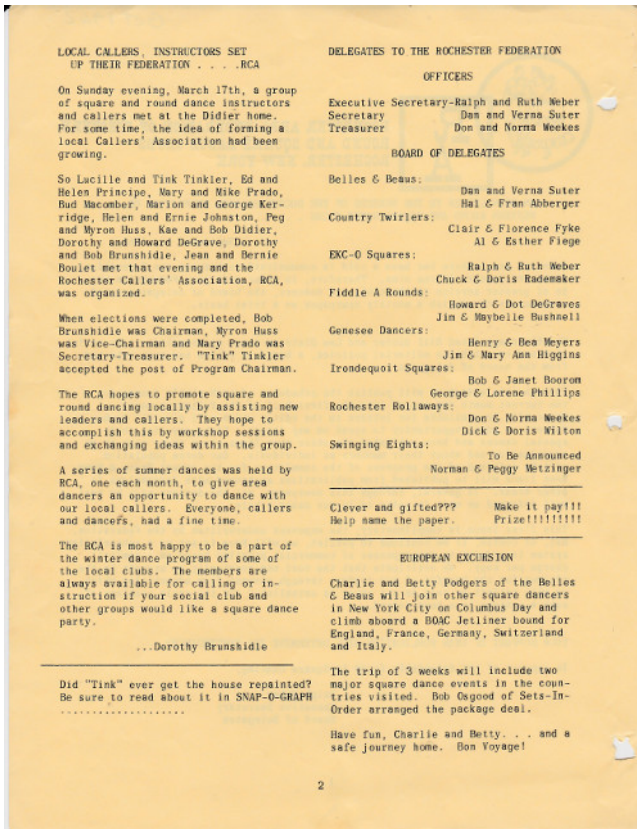 LOCAL CALLERS, INSTRUCTORS SET
UP THEIR FEDERATION . . . .RCA
On Sunday evening, March 17th, a group
of square and round dance instructors
and callers met at the Didier home.
For some time, the idea of forming a
local Callers' Association had been
growing.
So Lucille and Tink Tinkler, Ed and
Helen Principe, Mary and Mike Prado,
Bud Macomber, Marion and George Ker-
ridge, Helen and Ernie Johnston, Peg
and Myron Huss, Kae and Bob Didier,
Dorothy and Howard DeGrave, Dorothy
and Bob Brunshidle, Jean and Bernie
Boulet met that evening and the
Rochester Callers' Association, RCA,
was organized.
When elections were completed, Bob
Brunshidle was Chairman, Myron Huss
was Vice-Chairman and Mary Prado was
Secretary-Treasurer. "Tink" Tinkler
accepted the post of Program Chairman.
The RCA hopes to promote square and
round dancing locally by assisting new
leaders and callers. They hope to
accomplish this by workshop sessions
and exchanging ideas within the group.
A series of summer dances was held by
RCA, one each month, to give area
dancers an opportunity to dance with
our local callers. Everyone, callers
and dancers, had a fine time.
The RCA is most happy to be a part of
the winter dance program of some of
the local clubs. The members are
always available for calling or in-
struction if your social club and
other groups would like a square dance
party.
...Dorothy Brunshidle
Did "Tink" ever get the house repainted?
Be sure to read about it in SNAP-O-GRAPH
....................
DELEGATES TO THE ROCHESTER FEDERATION
OFFICERS
Executive Secretary-Ralph and Ruth Weber
Secretary Dan and Verna Suter
Treasurer Don and Norma Weekes
BOARD OF DELEGATES
Belles & Beaus:
Dan and Verna Suter
Hal & Fran Abberger
Country Twirlers:
Clair & Florence Fyke
Al & Esther Fiege
EXC-O Squares:
Ralph & Ruth Weber
Chuck & Doris Rademaker
Fiddle A Rounds:
Howard & Dot DeGraves
Jim & Maybelle Bushnell
Genesee Dancers:
Henry & Bea Meyers
Jim & Mary Ann Higgins
Irondequoit Squares:
Bob & Janet Boorom
George & Lorene Phillips
Rochester Rollaways:
Don & Norma Weekes
Dick & Doris Wilton
Swinging Eights:
To Be Announced
Norman & Peggy Metzinger
Clever and gifted??? Make it pay!!!
Help name the paper. Prize!!!!!!!!!
EUROPEAN EXCURSION
Charlie and Betty Podgers of the Belles
& Beaus will join other square dancers
in New York City on Columbus Day and
climb aboard a BOAC Jetliner bound for
England, France, Germany, Switzerland
and Italy.
The trip of 3 weeks will include two
major square dance events in the coun-
tries visited. Bob Osgood of Sets-In-
Order arranged the package deal.
Have fun, Charlie and Betty. . . and a
safe journey home. Bon Voyage!
2